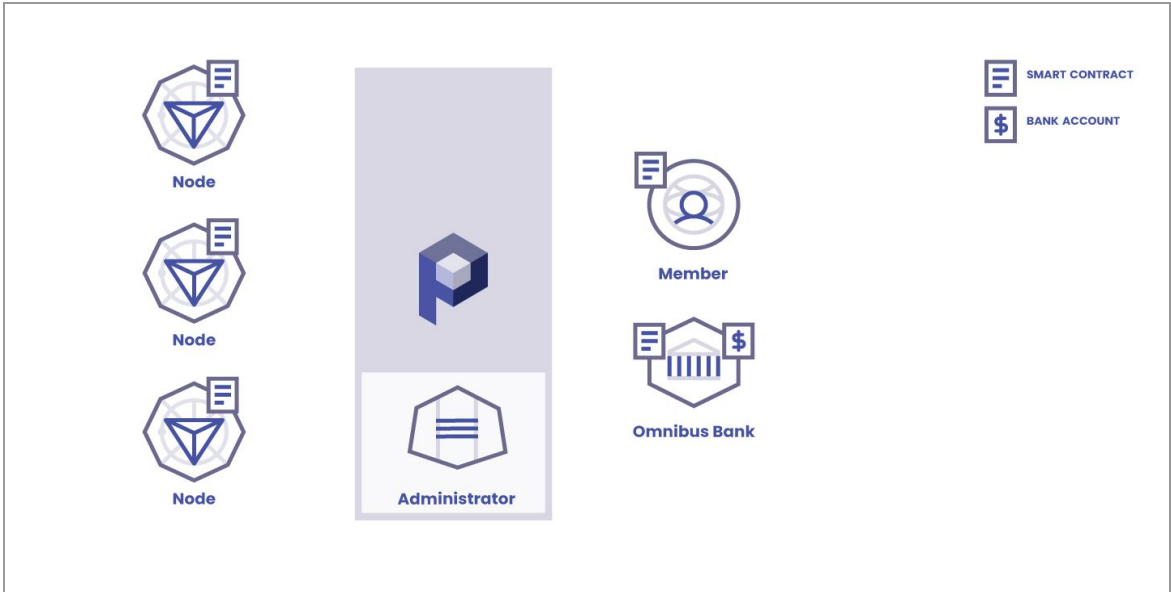 SMART CONTRACT
BANK ACCOUNT
Node
Member
Node
Omnibus Bank
Node
Administrator